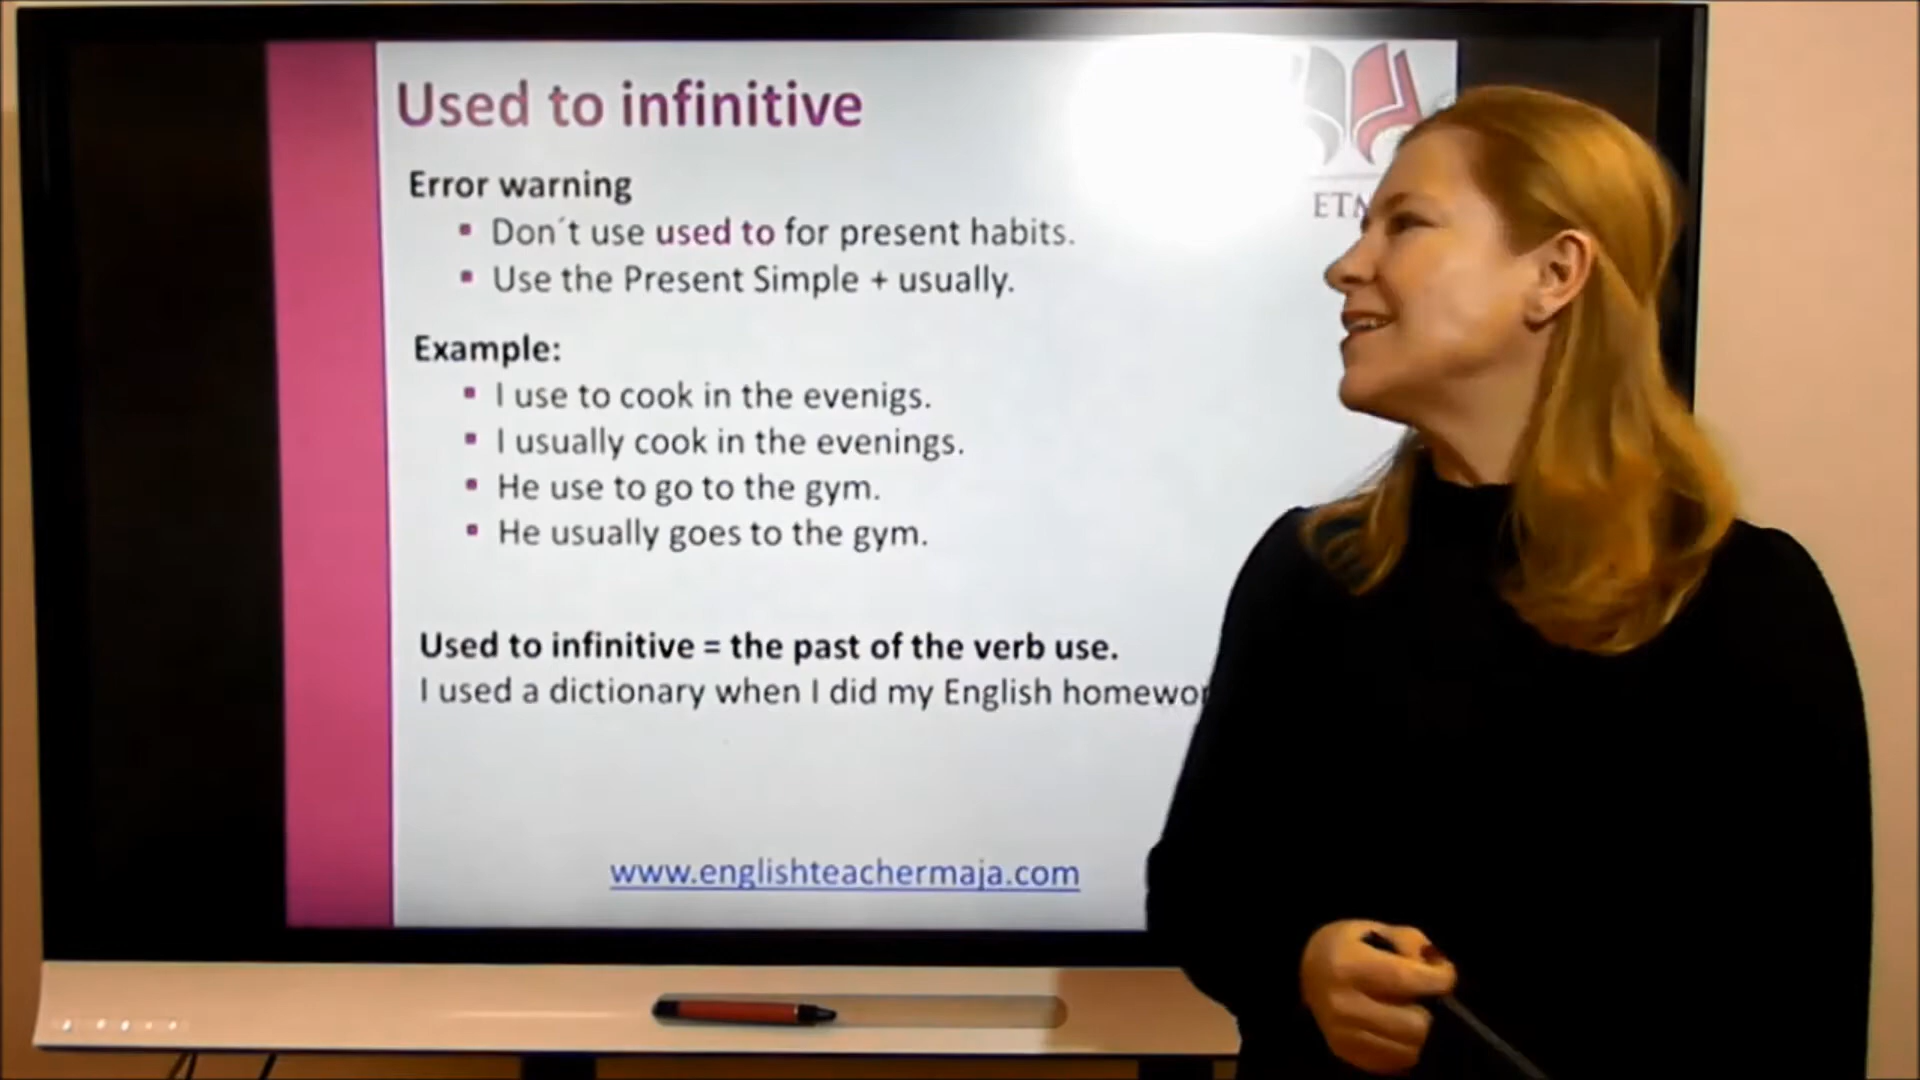 Used to infinitive
Error warning
Don´t use used to for present habits.
Use the Present Simple + usually.
Example:
I use to cook in the evenigs.
I usually cook in the evenings.
He use to go to the gym.
He usually goes to the gym.
Used to infinitive = the past of the verb use.
I used a dictionary when I did my English
www.englishteachermaja.com